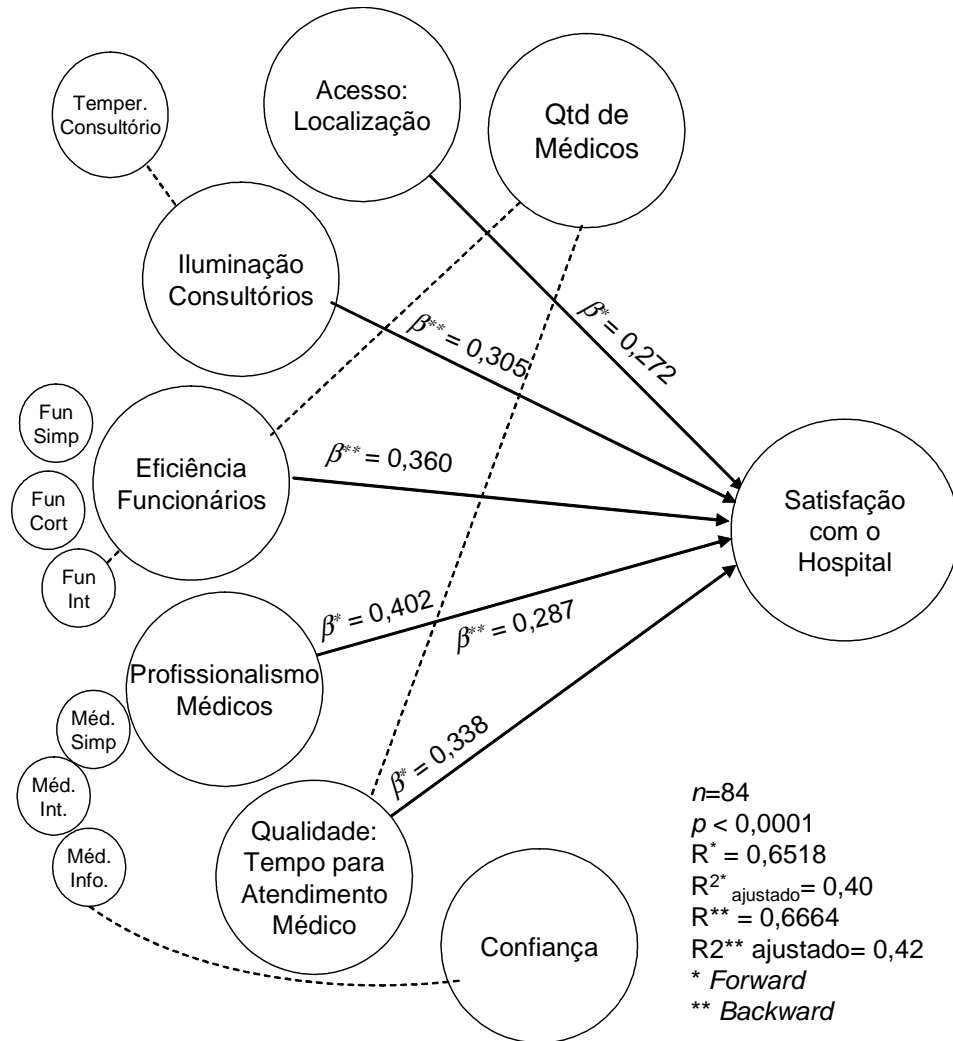 Temper.
Consultório
Acesso:
Localização
Qtd de
Médicos
Iluminação
Consultórios
β* = 0,272
β** = 0,305
Fun
Simp
Fun
Cort
Fun
Int
Eficiência
Funcionários
β** = 0,360
Satisfação
com o
Hospital
β* = 0,402
β** = 0,287
Profissionalismo
Médicos
Méd.
Simp
Méd.
Int.
Méd.
Info.
β* = 0,338
Qualidade:
Tempo para
Atendimento
Médico
Confiança
n=84
p < 0,0001
R* = 0,6518
R²* ajustado= 0,40
R** = 0,6664
R2** ajustado= 0,42
* Forward
** Backward